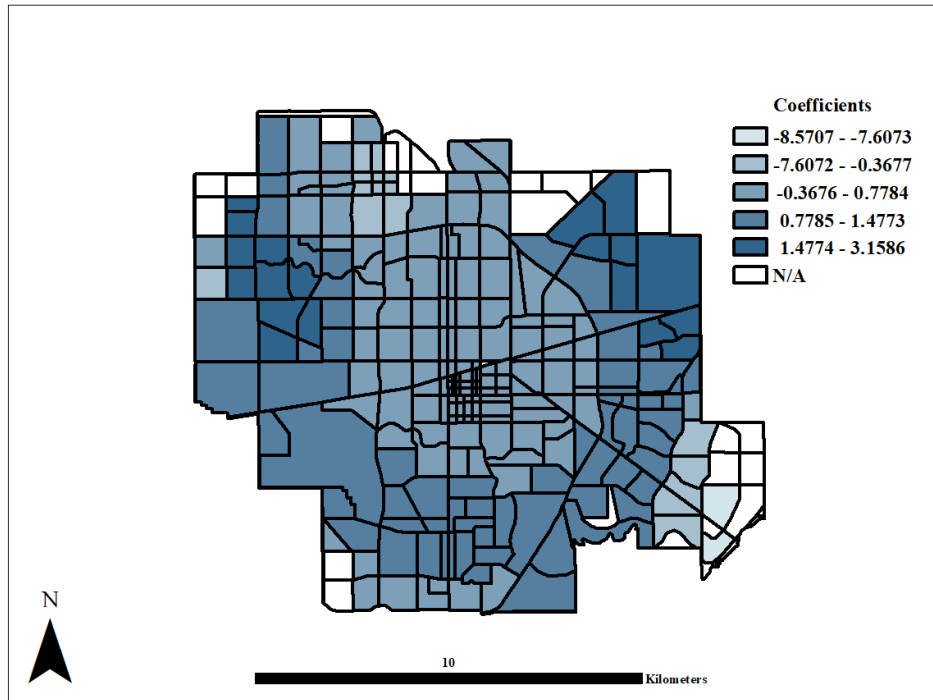 Coefficients
-8.5707 - -7.6073
-7.6072 - -0.3677
-0.3676 - 0.7784
0.7785 - 1.4773
1.4774 - 3.1586
N/A
N
10
Kilometers